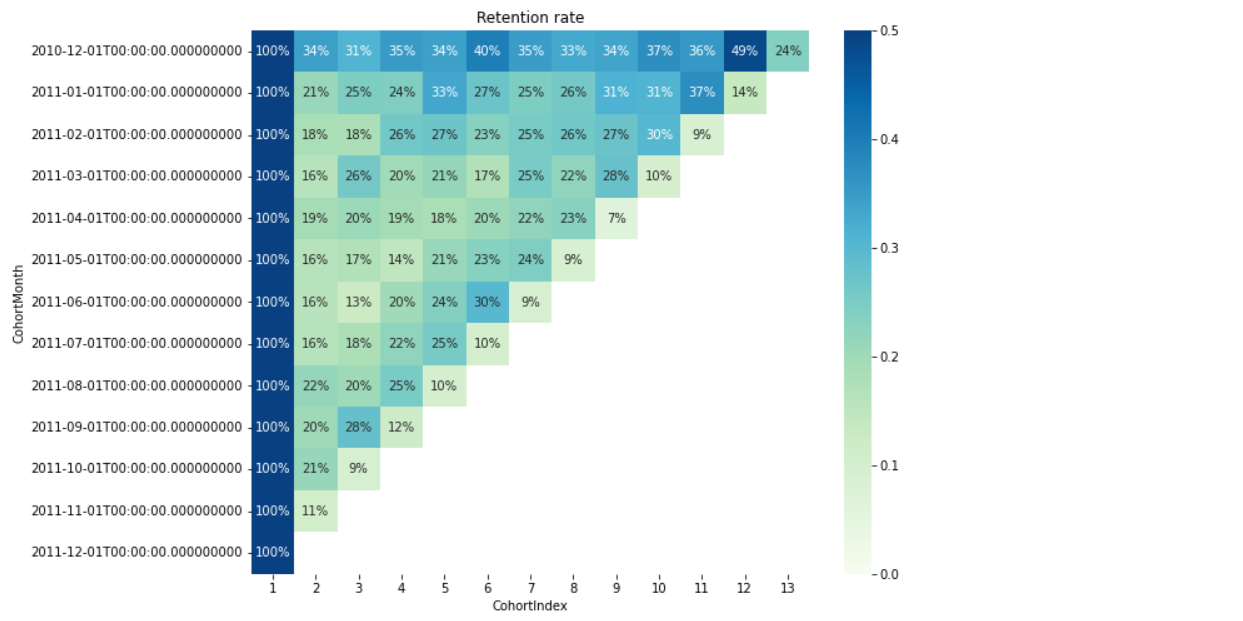 Retention rate
2010-12-01T00:00:00.000000000 100% 34% 31% 35% 34% 40% 35% 33% 34% 37% 36% 49% 24%
2011-01-01T00:00:00.000000000 100% 21% 25% 24% 33% 27% 25% 26% 31% 31% 37% 14%
2011-02-01T00:00:00.000000000 100% 18% 18% 26% 27% 23% 25% 26% 27% 30% 9%
2011-03-01T00:00:00.000000000 100% 16% 26% 20% 21% 17% 25% 22% 28% 10%
2011-04-01T00:00:00.000000000 100% 19% 20% 19% 18% 20% 22% 23% 7%
2011-05-01T00:00:00.000000000 100% 16% 17% 14% 21% 23% 24% 9%
2011-06-01T00:00:00.000000000 100% 16% 13% 20% 24% 30% 9%
2011-07-01T00:00:00.000000000 100% 16% 18% 22% 25% 10%
2011-08-01T00:00:00.000000000 100% 22% 20% 25% 10%
2011-09-01T00:00:00.000000000 100% 20% 28% 12%
2011-10-01T00:00:00.000000000 100% 21% 9%
2011-11-01T00:00:00.000000000 100% 11%
2011-12-01T00:00:00.000000000 100%
1 2 3 4 5 6 7 8 9 10 11 12 13
CohortIndex
CohortMonth
0.5
0.4
0.3
0.2
0.1
0.0